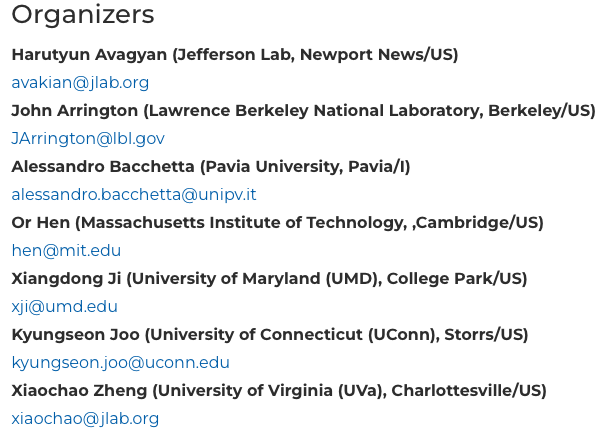 Organizers
Harutyun Avagyan (Jefferson Lab, Newport News/US)
avakian@jlab.org
John Arrington (Lawrence Berkeley National Laboratory, Berkeley/US)
JArrington@lbl.gov
Alessandro Bacchetta (Pavia University, Pavia/I)
alessandro.bacchetta@unipv.it
Or Hen (Massachusetts Institute of Technology, ,Cambridge/US)
hen@mit.edu
Xiangdong Ji (University of Maryland (UMD), College Park/US)
xji@umd.edu
Kyungseon Joo (University of Connecticut (UConn), Storrs/US)
kyungseon.joo@uconn.edu
Xiaochao Zheng (University of Virginia (UVa), Charlottesville/US)
xiaochao@jlab.org